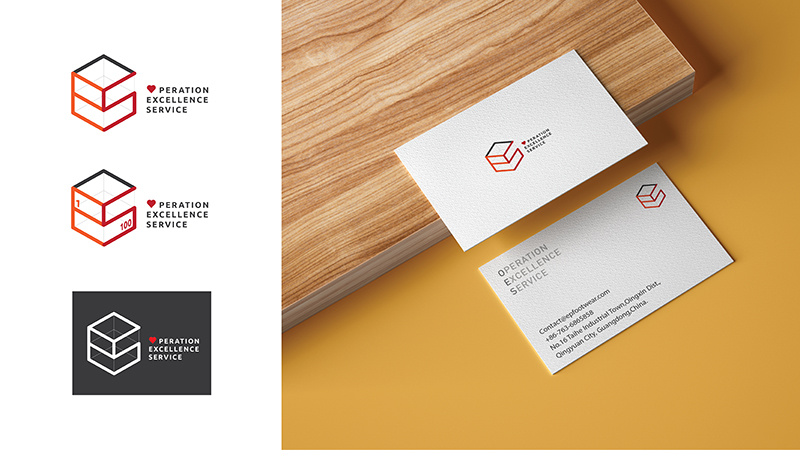 ♥PERATION
EXCELLENCE
SERVICE
1
100
♥PERATION
EXCELLENCE
SERVICE
♥PERATION
EXCELLENCE
SERVICE
♥PERATION
EXCELLENCE
SERVICE
OPERATION
EXCELLENCE
SERVICE
Contact@epfootwear.com
+86-763-6865858
No.16 Taihe Industrial Town,Qingxin Dist.,
Qingyuan City, Guangdong,China.